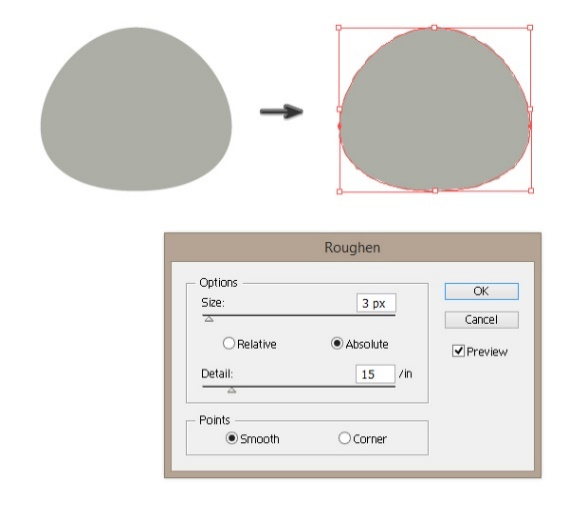 Roughen
Options
Size:
3 px
Relative
Absolute
Detail:
15 /in
Points
Smooth
Corner
OK
Cancel
Preview